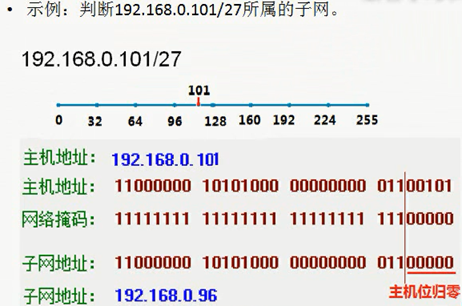 • 示例：判断192.168.0.101/27所属的子网。
192.168.0.101/27
101
0 32 64 96 128 160 192 224 255
主机地址： 192.168.0.101
主机地址： 11000000 10101000 00000000 01100101
网络掩码： 11111111 11111111 11111111 11100000
子网地址： 11000000 10101000 00000000 01100000
主机位归零
子网地址： 192.168.0.96